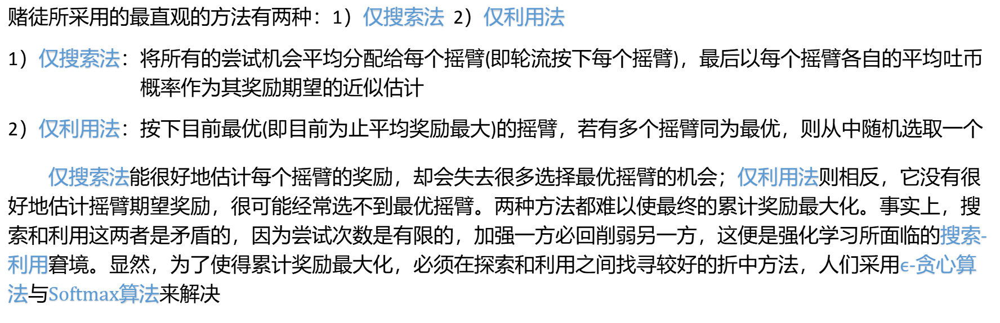 赌徒所采用的最直观的方法有两种：1）仅搜索法 2）仅利用法
1）仅搜索法：将所有的尝试机会平均分配给每个摇臂(即轮流按下每个摇臂)，最后以每个摇臂各自的平均吐币
概率作为其奖励期望的近似估计
2）仅利用法：按下目前最优(即目前为止平均奖励最大)的摇臂，若有多个摇臂同为最优，则从中随机选取一个
仅搜索法能很好地估计每个摇臂的奖励，却会失去很多选择最优摇臂的机会；仅利用法则相反，它没有很
好地估计摇臂期望奖励，很可能经常选不到最优摇臂。两种方法都难以使最终的累计奖励最大化。事实上，搜
索和利用这两者是矛盾的，因为尝试次数是有限的，加强一方必回削弱另一方，这便是强化学习所面临的搜索-
利用窘境。显然，为了使得累计奖励最大化，必须在探索和利用之间找寻较好的折中方法，人们采用ϵ-贪心算
法与Softmax算法来解决